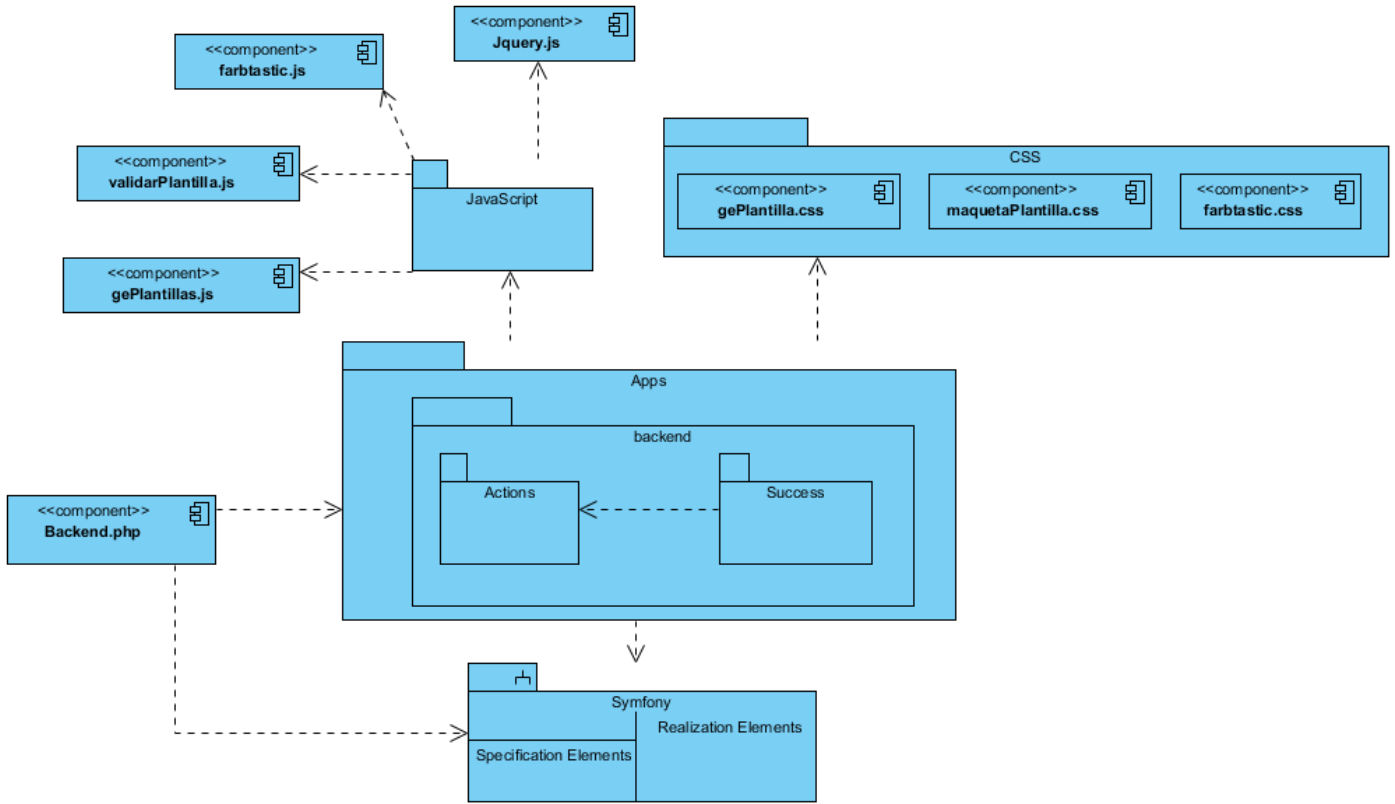 <<component>>
Jquery.js
<<component>>
farbtastic.js
<<component>>
validarPlantilla.js
<<component>>
gePlantillas.js
JavaScript
CSS
<<component>>
gePlantilla.css
<<component>>
maquetaPlantilla.css
<<component>>
farbtastic.css
Apps
backend
Actions
Success
<<component>>
Backend.php
Symfony
Realization Elements
Specification Elements